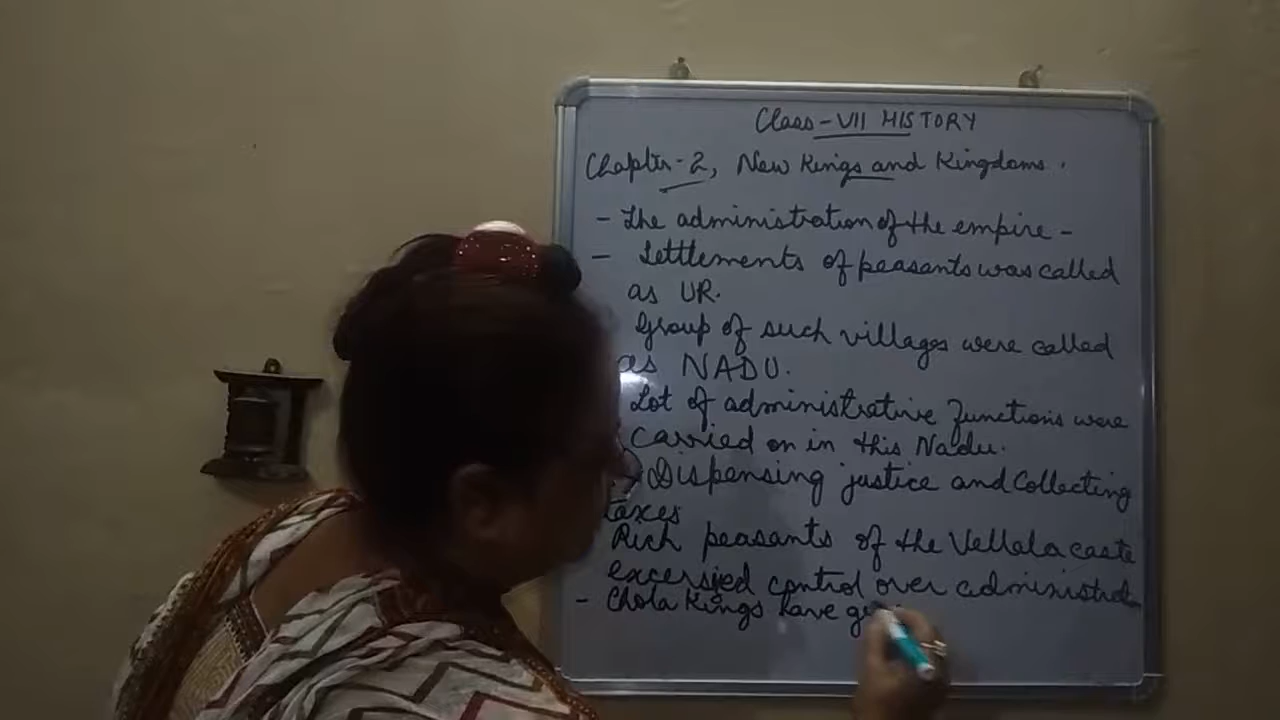 Class-VII HISTORY
Chapter-2, New Kings and Kingdoms.
- The administration of the empire -
- Settlements of peasants was called
as UR.
Group of such villages were called
as NADU.
Lot of administrative functions were
carried on in this Nadu.
Dispensing justice and collecting
taxes
Rich peasants of the Vellala caste
excersied control over
- Chola Kings have